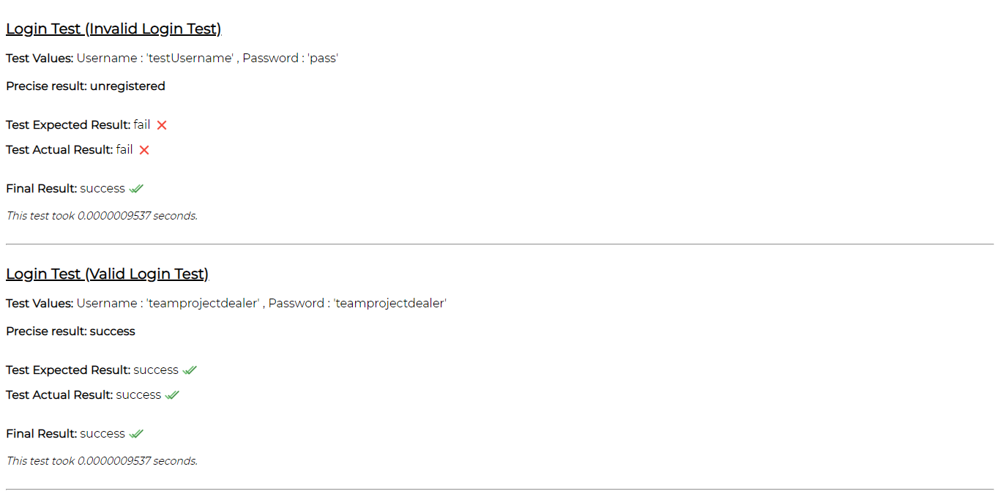 Login Test (Invalid Login Test)
Test Values: Username : 'testUsername' , Password : 'pass'
Precise result: unregistered
Test Expected Result: fail
Test Actual Result: fail
Final Result: success
This test took 0.0000009537 seconds.
Login Test (Valid Login Test)
Test Values: Username : 'teamprojectdealer' , Password : 'teamprojectdealer'
Precise result: success
Test Expected Result: success
Test Actual Result: success
Final Result: success
This test took 0.0000009537 seconds.